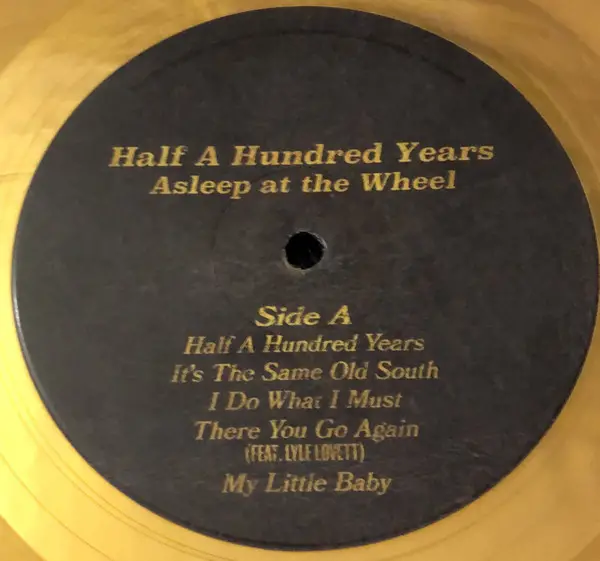 Half A Hundred Years
Asleep at the Wheel
Side A
Half A Hundred Years
It's The Same Old South
I Do What I Must
There You Go Again
(FEAT. LYLE LOVETT)
My Little Baby